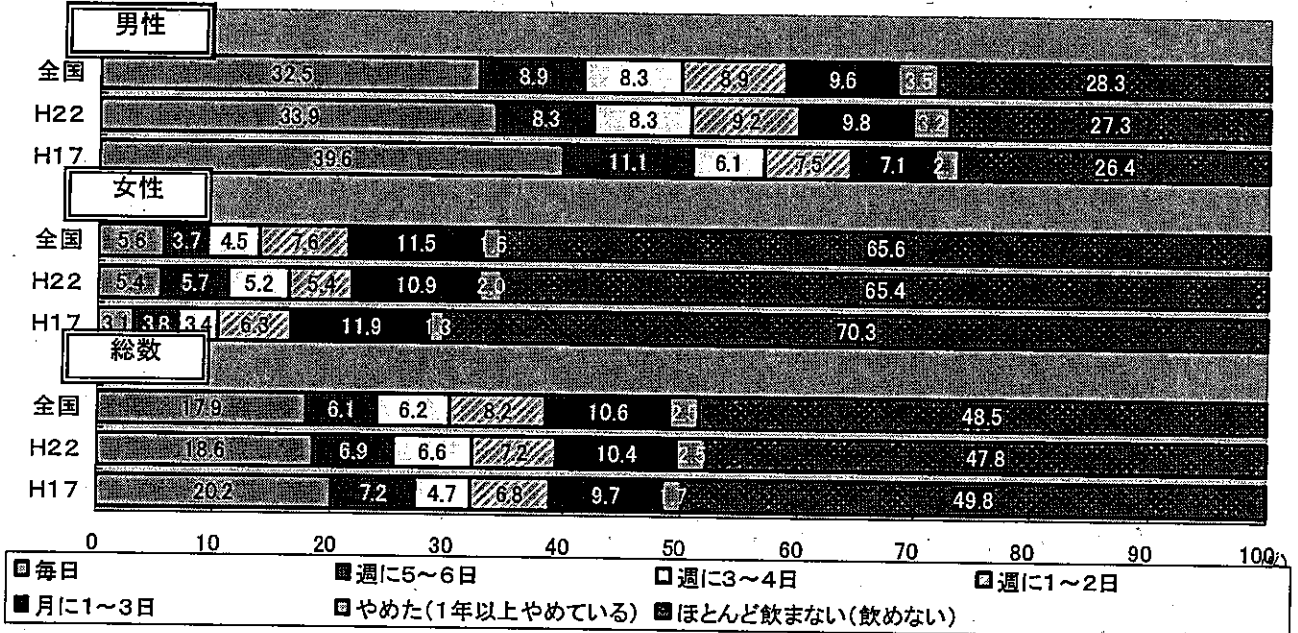 男性
全国 32.5 8.9 8.3 8.9 9.6 3.5 28.3
H22 33.9 8.3 8.3 9.2 9.8 3.2 27.3
H17 39.6 11.1 6.1 7.5 7.1 26.4
女性
全国 5.6 3.7 4.5 7.6 11.5 65.6
H22 5.4 5.7 5.2 5.4 10.9 2.0 65.4
H17 3.1 3.8 3.4 6.3 11.9 1.3 70.3
総数
全国 17.9 6.1 6.2 8.2 10.6 48.5
H22 18.6 6.9 6.6 7.2 10.4 2.5 47.8
H17 20.2 7.2 4.7 6.8 9.7 49.8
0 10 20 30 40 50 60 70 80 90 100
毎日 週に5~6日 週に3~4日 週に1~2日
月に1~3日 やめた(1年以上やめている) ほとんど飲まない(飲めない)